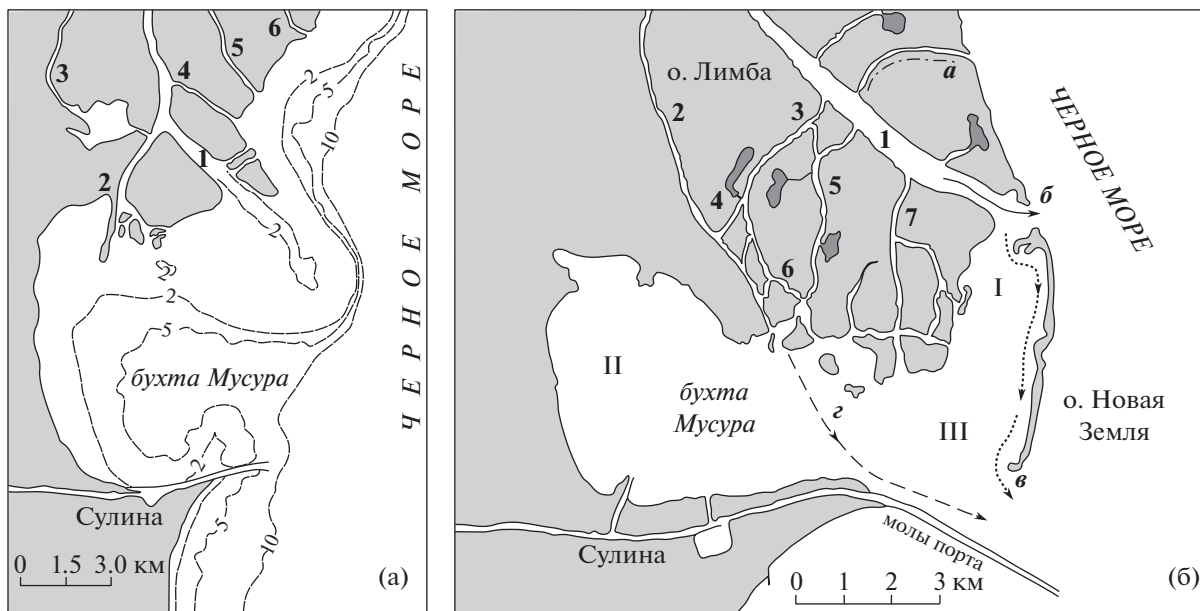 6
5
3
4
2
5
10
1
2
2
2
5
бухта Мусура
2
5
10
Сулина
0 1.5 3.0 км
(а)
ЧЕРНОЕ МОРЕ
о. Лимба
а
2
3
1
ЧЕРНОЕ МОРЕ
б
4
5
7
6
I
II
бухта
Мусура
г
III
о. Новая
Земля
в
Сулина
молы порта
0 1 2 3 км
(б)